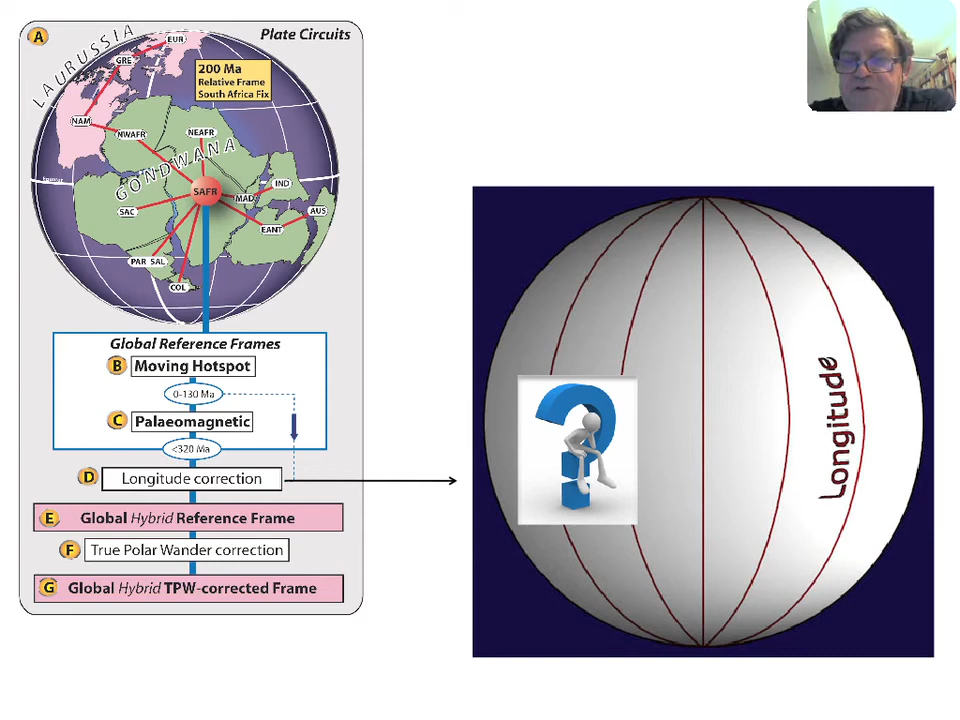 A
Plate Circuits
LAURUSSIA
EUR
GRE
200 Ma
Relative Frame
South Africa Fix
NAM
NWAFR
NEAFR
GONDWANA
SAFR
MAD
IND
SAC
AUS
EANT
PAR SAL
COL
Global Reference Frames
B Moving Hotspot
0-130 Ma
C Palaeomagnetic
<320 Ma
D Longitude correction
E Global Hybrid Reference Frame
F True Polar Wander correction
G Global Hybrid TPW-corrected Frame
Longitude